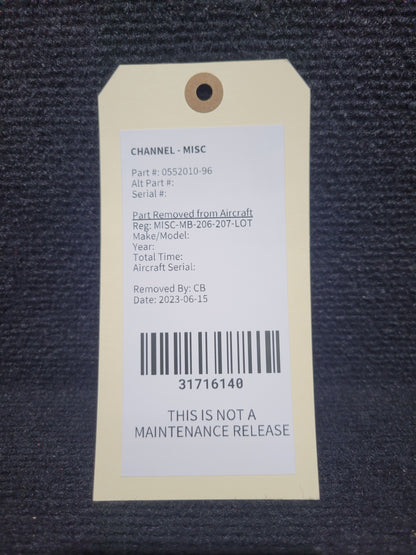 CHANNEL - MISC
Part #: 0552010-96
Alt Part#:
Serial #:
Part Removed from Aircraft
Reg: MISC-MB-206-207-LOT
Make/Model:
Year:
Total Time:
Aircraft Serial:
Removed By: CB
Date: 2023-06-15
31716140
THIS IS NOT A
MAINTENANCE RELEASE